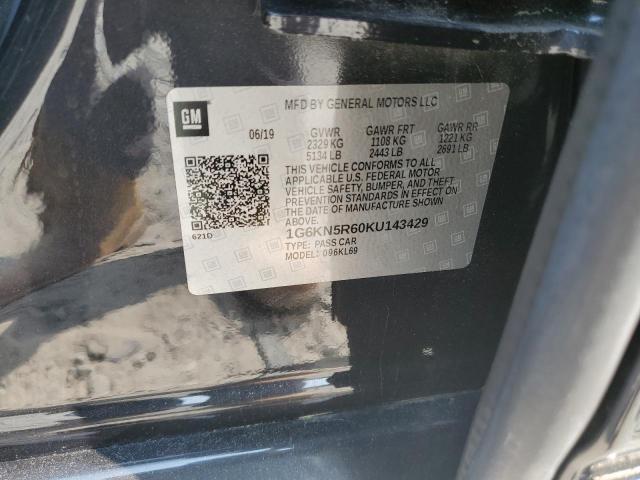 MFD BY GENERAL MOTORS LLC
GM
06/19 GVWR GAWR FRT GAWR RR
2329 KG 1108 KG 1221 KG
5134 LB 2443 LB 2691 LB
THIS VEHICLE CONFORMS TO ALL
APPLICABLE U.S. FEDERAL MOTOR
VEHICLE SAFETY, BUMPER, AND THEFT
PREVENTION STANDARDS IN EFFECT ON
THE DATE OF MANUFACTURE SHOWN
ABOVE.
1G6KN5R60KU143429
621D
TYPE: PASS CAR
MODEL: 096KL69